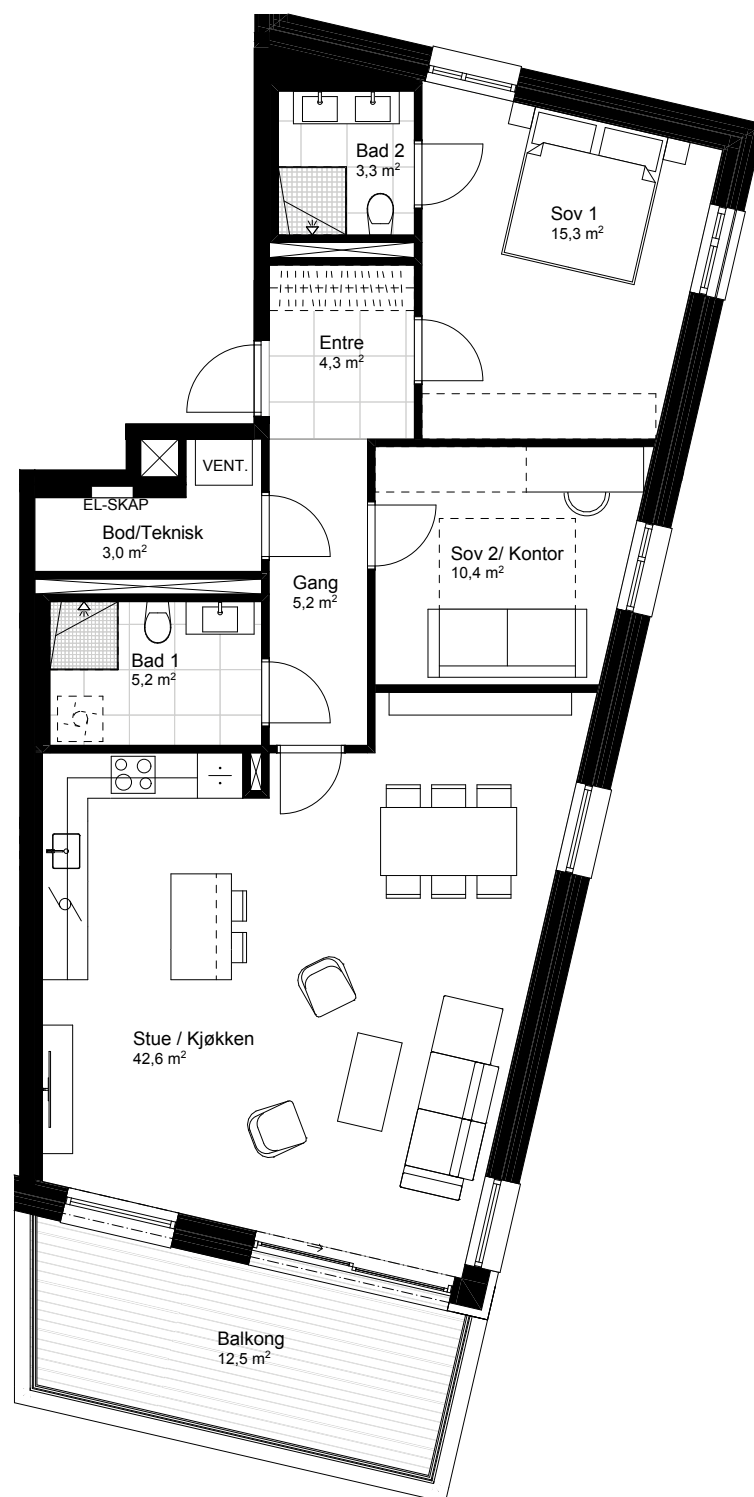 Bad 2
3,3 m²
Sov 1
15,3 m²
Entre
4,3 m²
VENT.
EL-SKAP
Bod/Teknisk
3,0 m²
Sov 2/ Kontor
10,4 m²
Gang
5,2 m²
Bad 1
5,2 m²
Stue / Kjøkken
42,6 m²
Balkong
12,5 m²